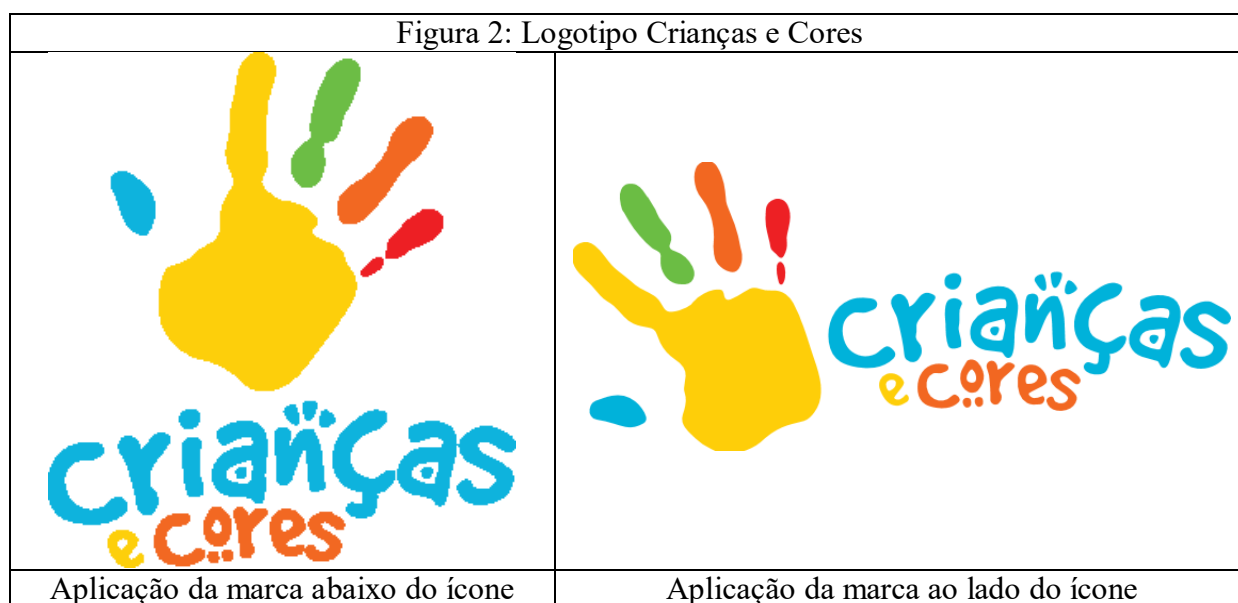 Figura 2: Logotipo Crianças e Cores
crianças
e cores
crianças
e cores
Aplicação da marca abaixo do ícone
Aplicação da marca ao lado do ícone